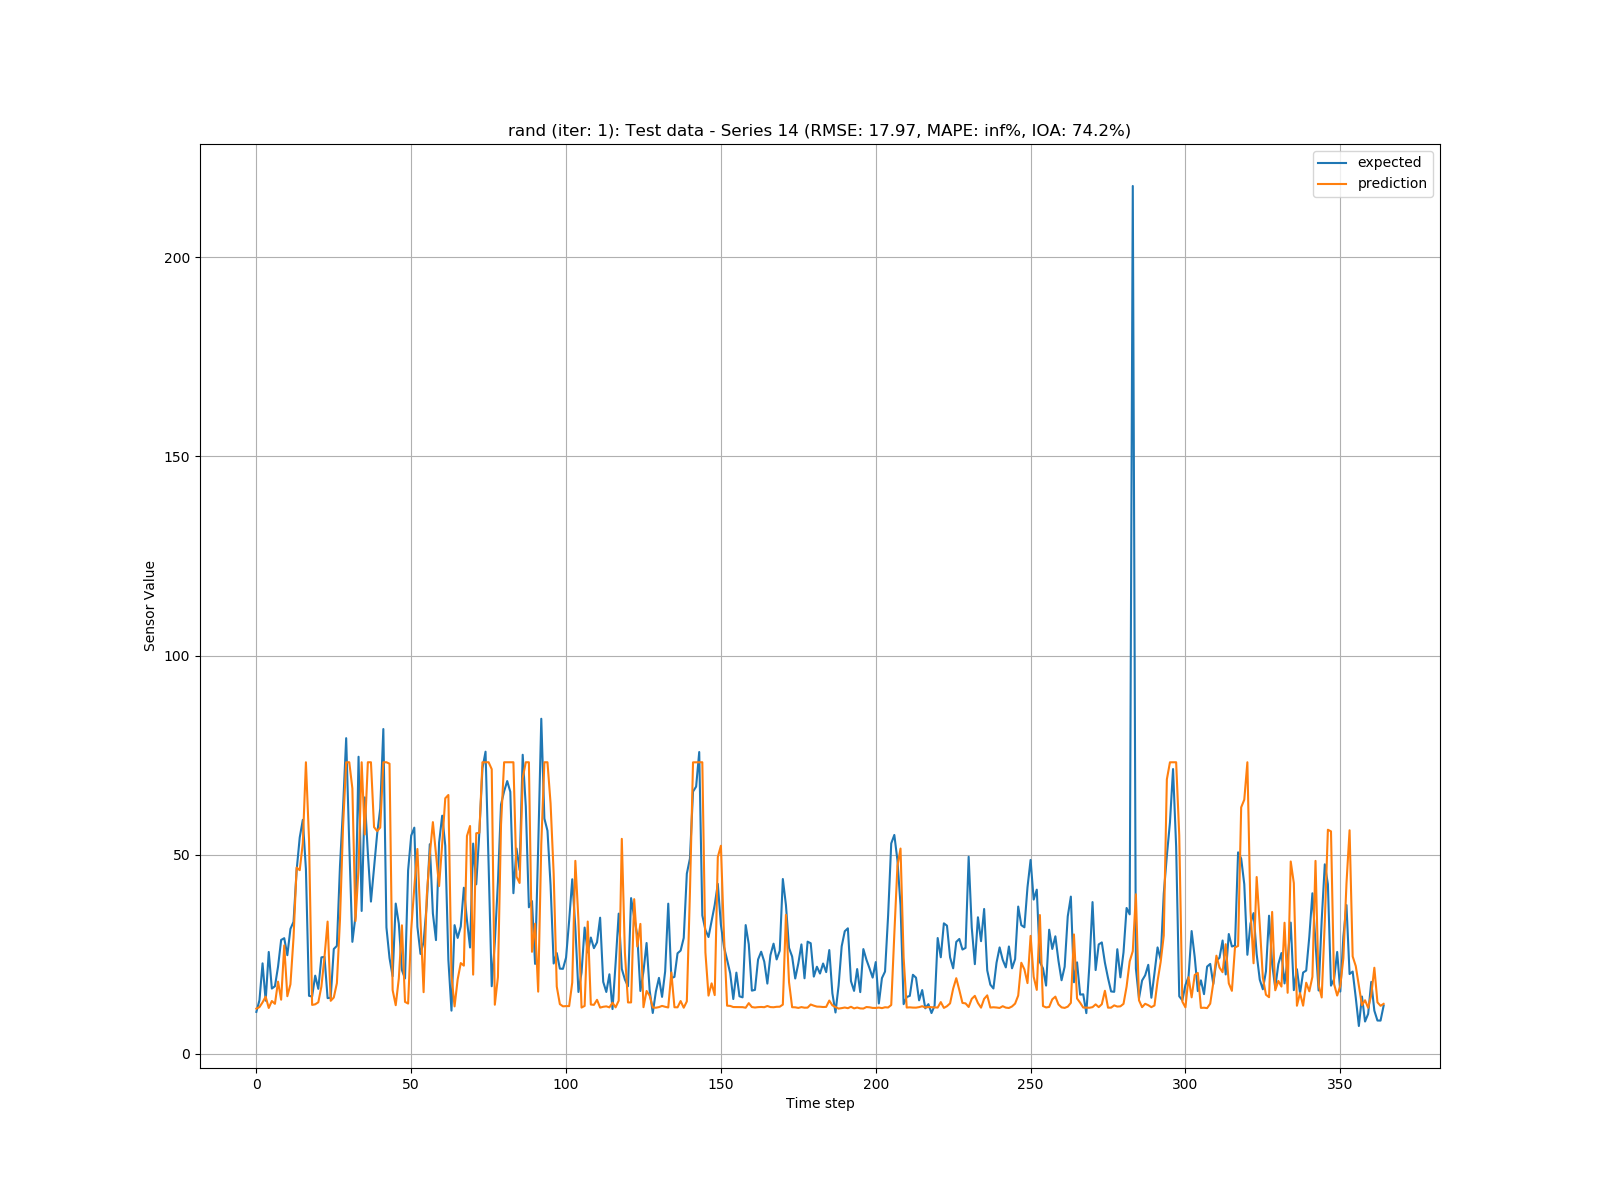 rand (iter: 1): Test data - Series 14 (RMSE: 17.97, MAPE: inf%, IOA: 74.2%)
expected
prediction
200
150
100
50
0
Sensor Value
0 50 100 150 200 250 300 350
Time step